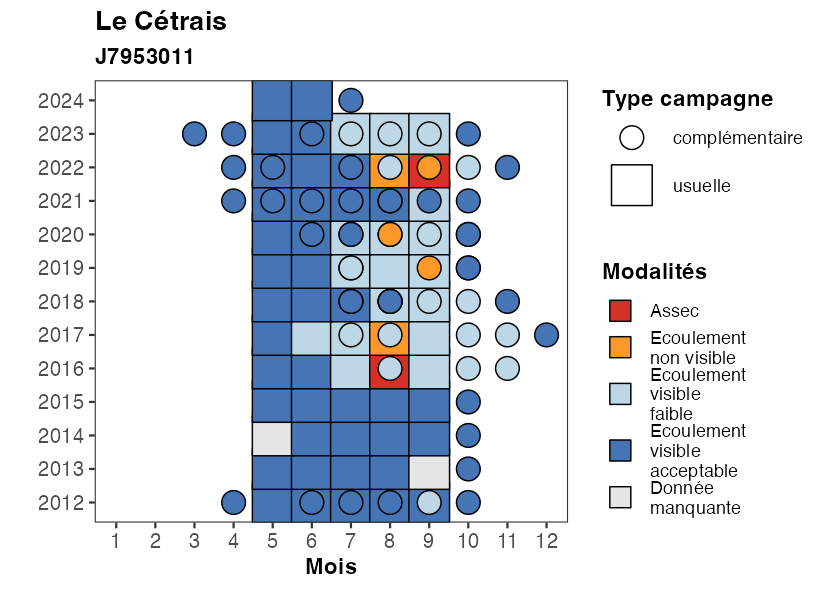 Le Cétrais
J7953011
2024
2023
2022
2021
2020
2019
2018
2017
2016
2015
2014
2013
2012
1 2 3 4 5 6 7 8 9 10 11 12
Mois
Type campagne
complémentaire
usuelle
Modalités
Assec
Ecoulement
non visible
Ecoulement
visible
faible
Ecoulement
visible
acceptable
Donnée
manquante